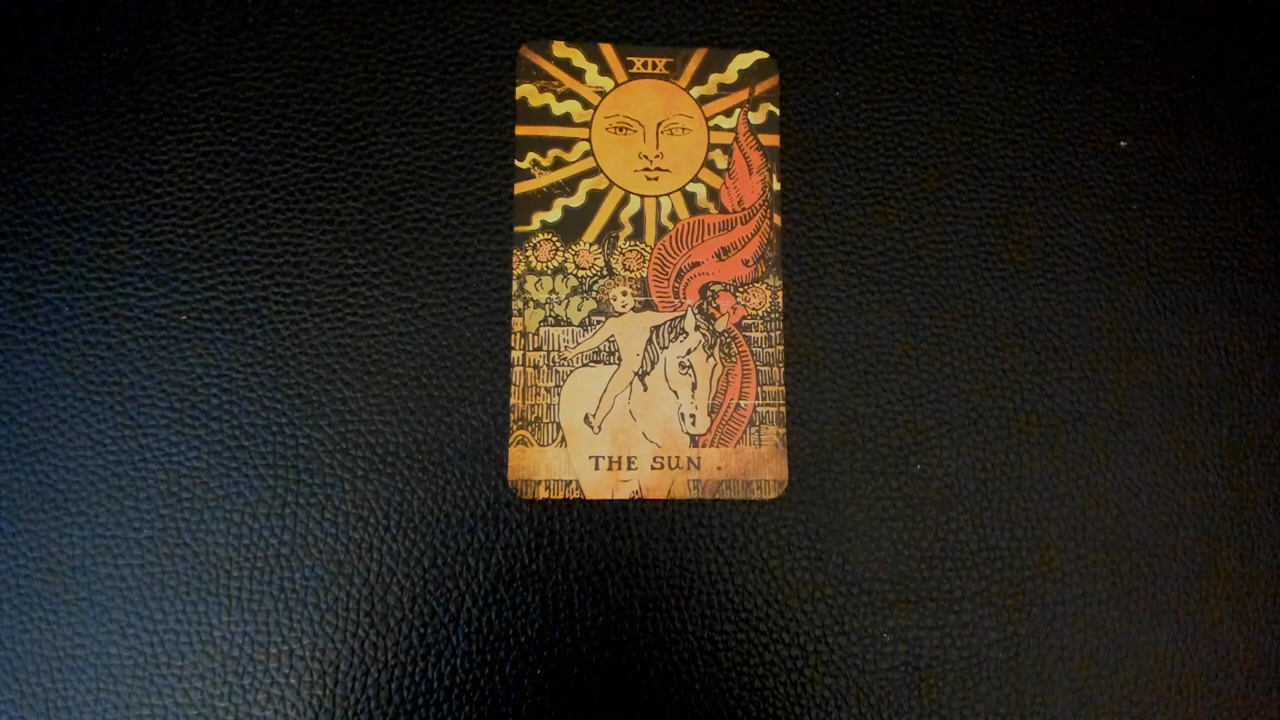 XIX
THE SUN .